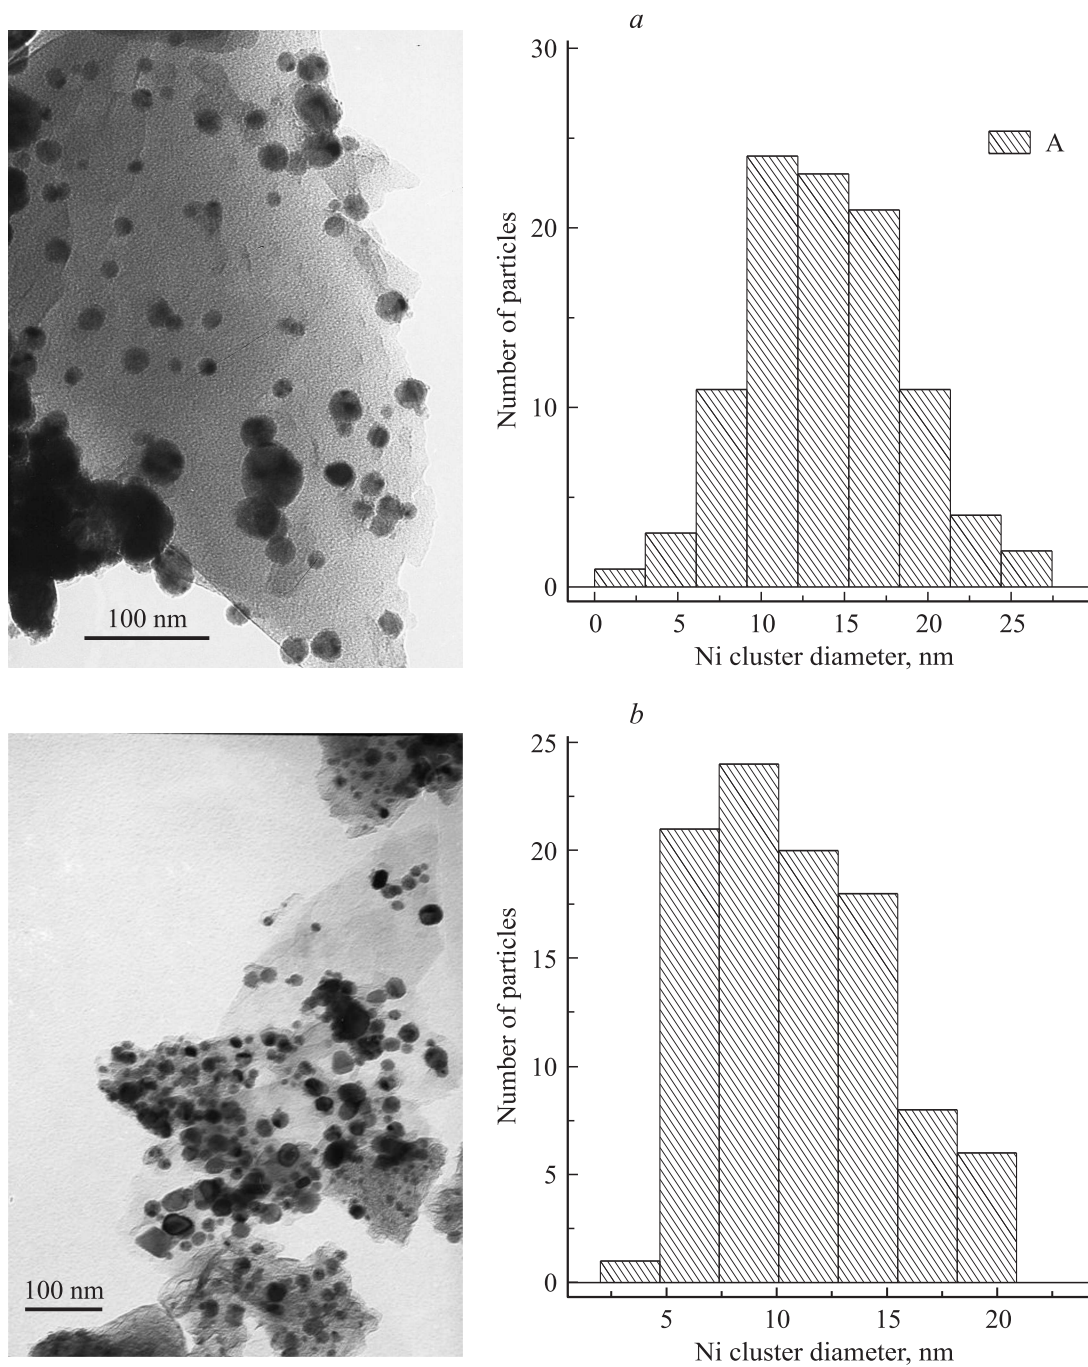 a
30
20
10
0
Number of particles
A
0 5 10 15 20 25
Ni cluster diameter, nm
100 nm
b
25
20
15
10
5
0
Number of particles
5 10 15 20
Ni cluster diameter, nm
100 nm